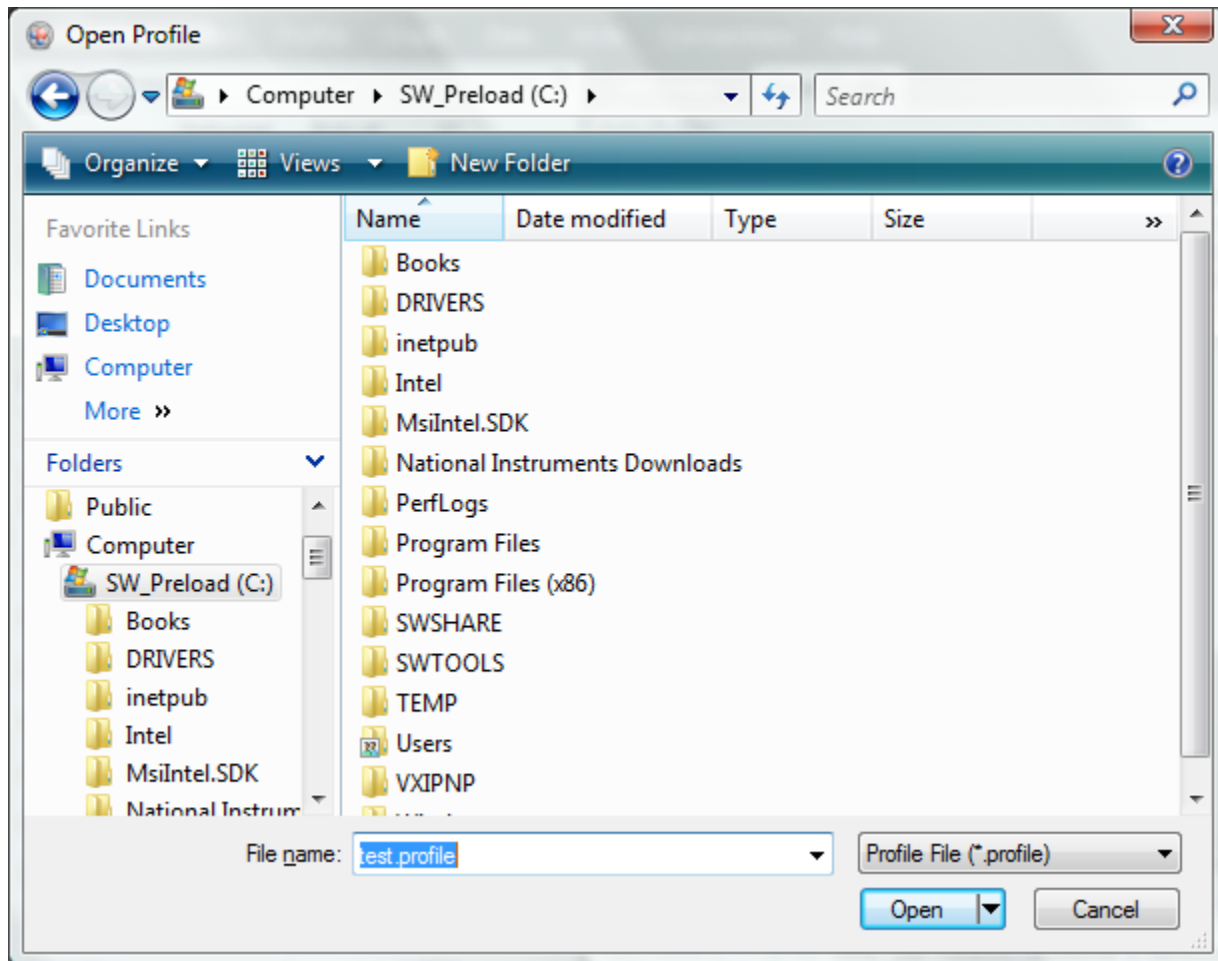 Open Profile
Computer SW_Preload (C:) Search
Organize Views New Folder
Favorite Links
Documents
Desktop
Computer
More »
Folders
Public
Computer
SW_Preload (C:)
Books
DRIVERS
inetpub
Intel
MsiIntel.SDK
National Instrum
Name Date modified Type Size »
Books
DRIVERS
inetpub
Intel
MsiIntel.SDK
National Instruments Downloads
PerfLogs
Program Files
Program Files (x86)
SWSHARE
SWTOOLS
TEMP
Users
VXIPNP
File name: test.profile Profile File (*.profile)
Open Cancel